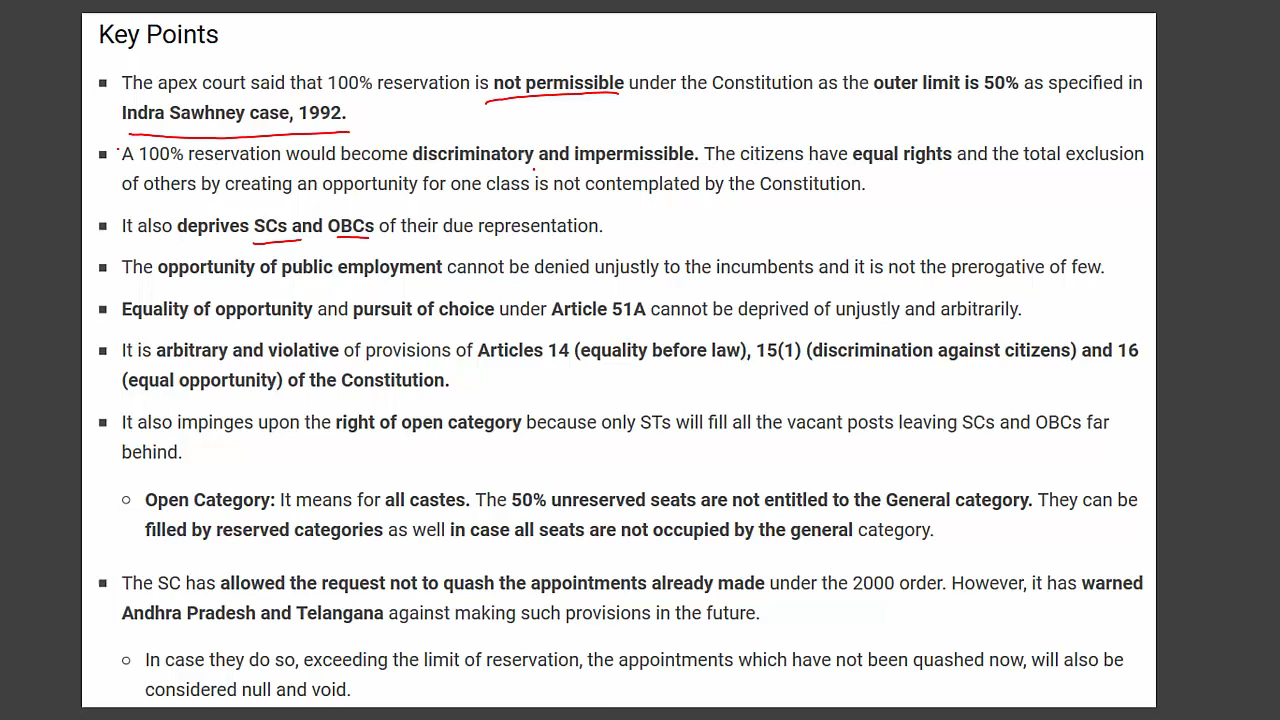 Key Points
The apex court said that 100% reservation is not permissible under the Constitution as the outer limit is 50% as specified in
Indra Sawhney case, 1992.
A 100% reservation would become discriminatory and impermissible. The citizens have equal rights and the total exclusion
of others by creating an opportunity for one class is not contemplated by the Constitution.
It also deprives SCs and OBCs of their due representation.
The opportunity of public employment cannot be denied unjustly to the incumbents and it is not the prerogative of few.
Equality of opportunity and pursuit of choice under Article 51A cannot be deprived of unjustly and arbitrarily.
It is arbitrary and violative of provisions of Articles 14 (equality before law), 15(1) (discrimination against citizens) and 16
(equal opportunity) of the Constitution.
It also impinges upon the right of open category because only STs will fill all the vacant posts leaving SCs and OBCs far
behind.
Open Category: It means for all castes. The 50% unreserved seats are not entitled to the General category. They can be
filled by reserved categories as well in case all seats are not occupied by the general category.
The SC has allowed the request not to quash the appointments already made under the 2000 order. However, it has warned
Andhra Pradesh and Telangana against making such provisions in the future.
In case they do so, exceeding the limit of reservation, the appointments which have not been quashed now, will also be
considered null and void.